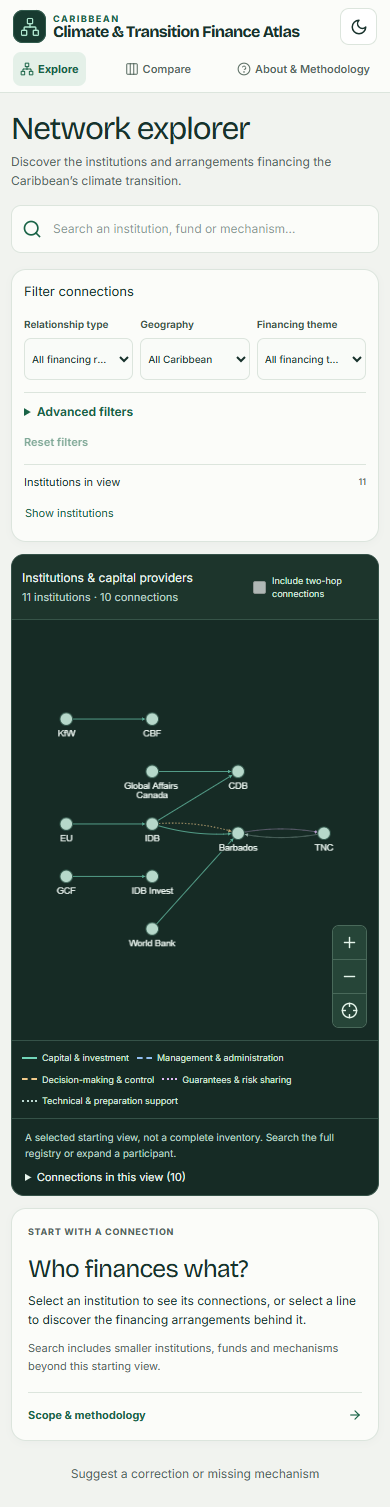 CARIBBEAN
Climate & Transition Finance Atlas
Explore
Compare
About & Methodology
Network explorer
Discover the institutions and arrangements financing the
Caribbean's climate transition.
Search an institution, fund or mechanism...
Filter connections
Relationship type
Geography
Financing theme
All financing r...
All Caribbean
All financing t...
Advanced filters
Reset filters
Institutions in view
11
Show institutions
Institutions & capital providers
11 institutions · 10 connections
Include two-hop
connections
KfW
CBF
Global Affairs
Canada
CDB
EU
IDB
Barbados
TNC
GCF
IDB Invest
World Bank
Capital & investment
Management & administration
Decision-making & control
Guarantees & risk sharing
Technical & preparation support
A selected starting view, not a complete inventory. Search the full
registry or expand a participant.
Connections in this view (10)
START WITH A CONNECTION
Who finances what?
Select an institution to see its connections, or select a line
to discover the financing arrangements behind it.
Search includes smaller institutions, funds and mechanisms
beyond this starting view.
Scope & methodology
Suggest a correction or missing mechanism